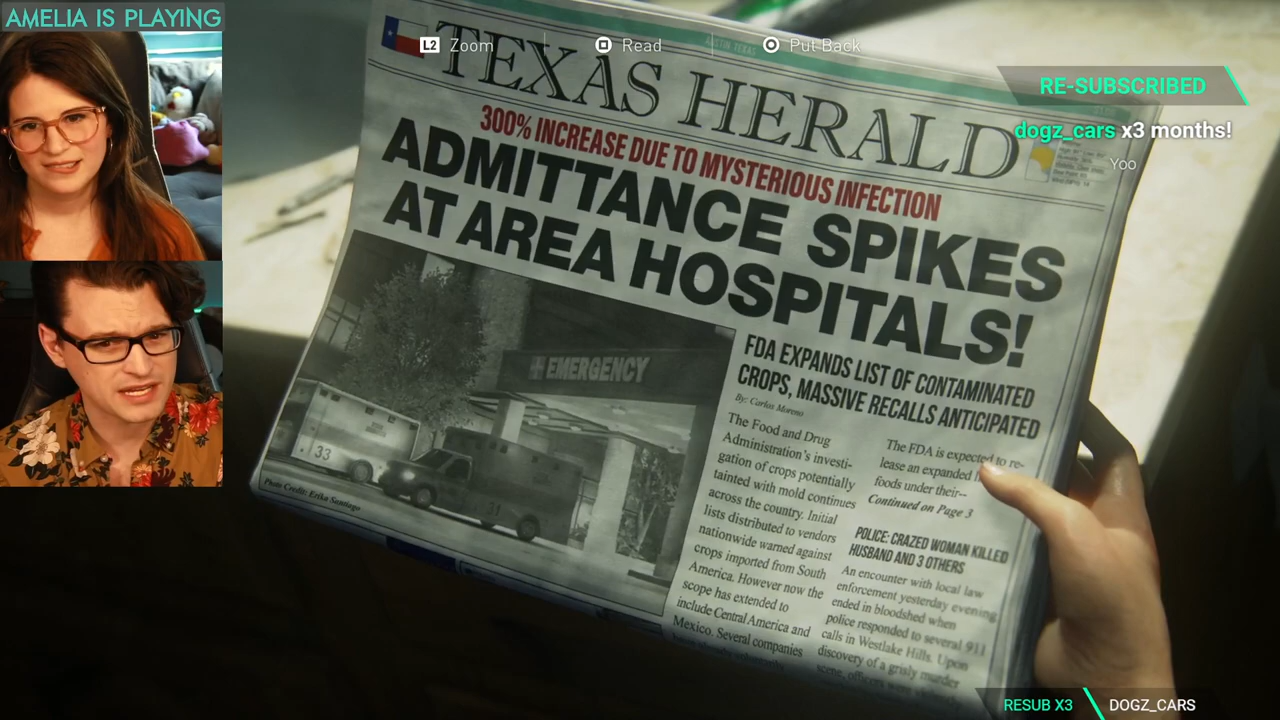 AMELIA IS PLAYING
L2 Zoom
Read
Put Back
RE-SUBSCRIBED
dogz_cars x3 months!
Yoo
TEXAS HERALD
300% INCREASE DUE TO MYSTERIOUS INFECTION
ADMITTANCE SPIKES
AT AREA HOSPITALS!
EMERGENCY
33
31
Photo Credit: Erika Santiago
FDA EXPANDS LIST OF CONTAMINATED
CROPS, MASSIVE RECALLS ANTICIPATED
By: Carlos Moreno
The Food and Drug
Administration's investi-
gation of crops potentially
tainted with mold continues
across the country. Initial
lists distributed to vendors
nationwide warned against
crops imported from South
America. However now the
scope has extended to
include Central America and
Mexico. Several companies
The FDA is expected to re-
lease an expanded
foods under their--
Continued on Page 3
POLICE: CRAZED WOMAN KILLED
HUSBAND AND 3 OTHERS
An encounter with local law
enforcement yesterday evening
ended in bloodshed when
police responded to several 911
calls in Westlake Hills. Upon
discovery of a grisly murder
scene, officers
RESUB X3
DOGZ_CARS